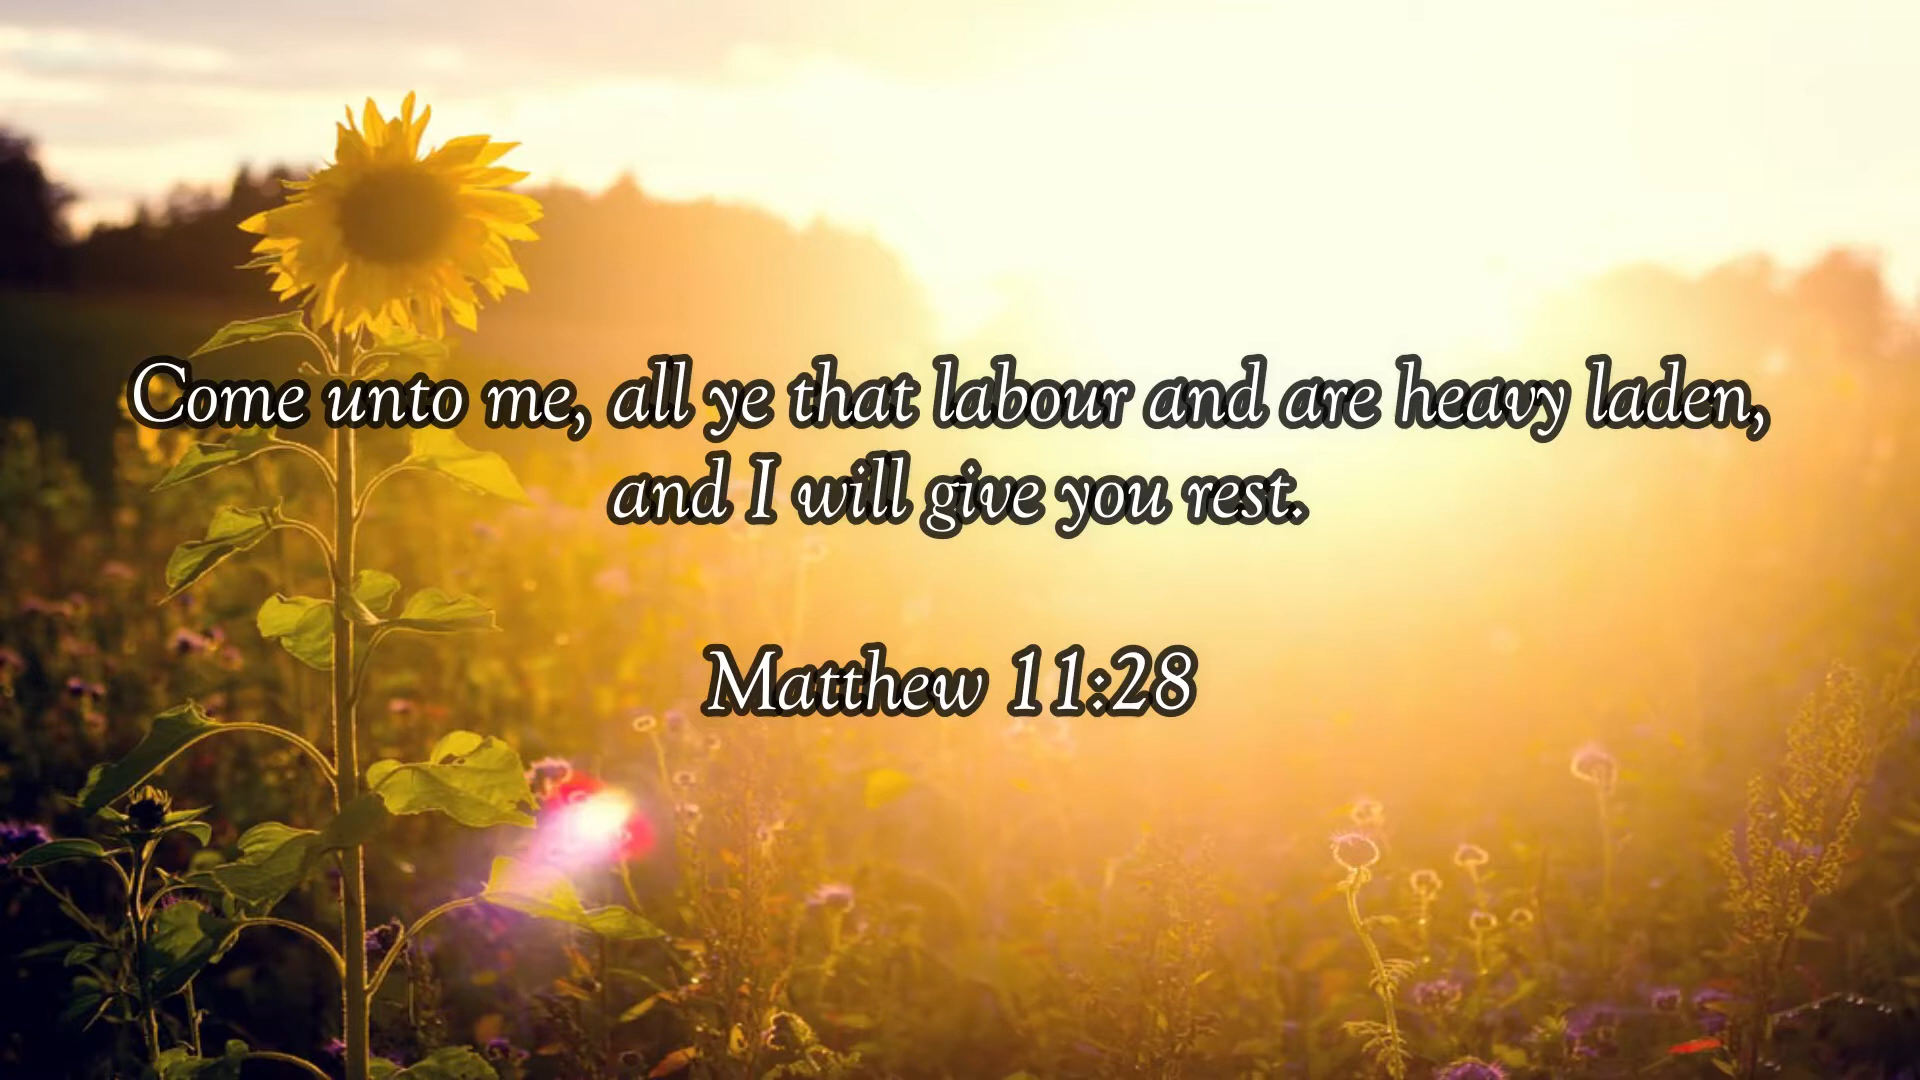 Come unto me, all ye that labour and are heavy laden,
and I will give you rest.
Matthew 11:28